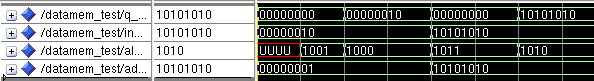 /datamem_test/q_... 10101010 00000000 00000010 00000000 10101010
/datamem_test/in... 10101010 00000010 10101010
/datamem_test/al... 1010 UUUU 1001 1000 1011 1010
/datamem_test/ad... 10101010 00000001 10101010